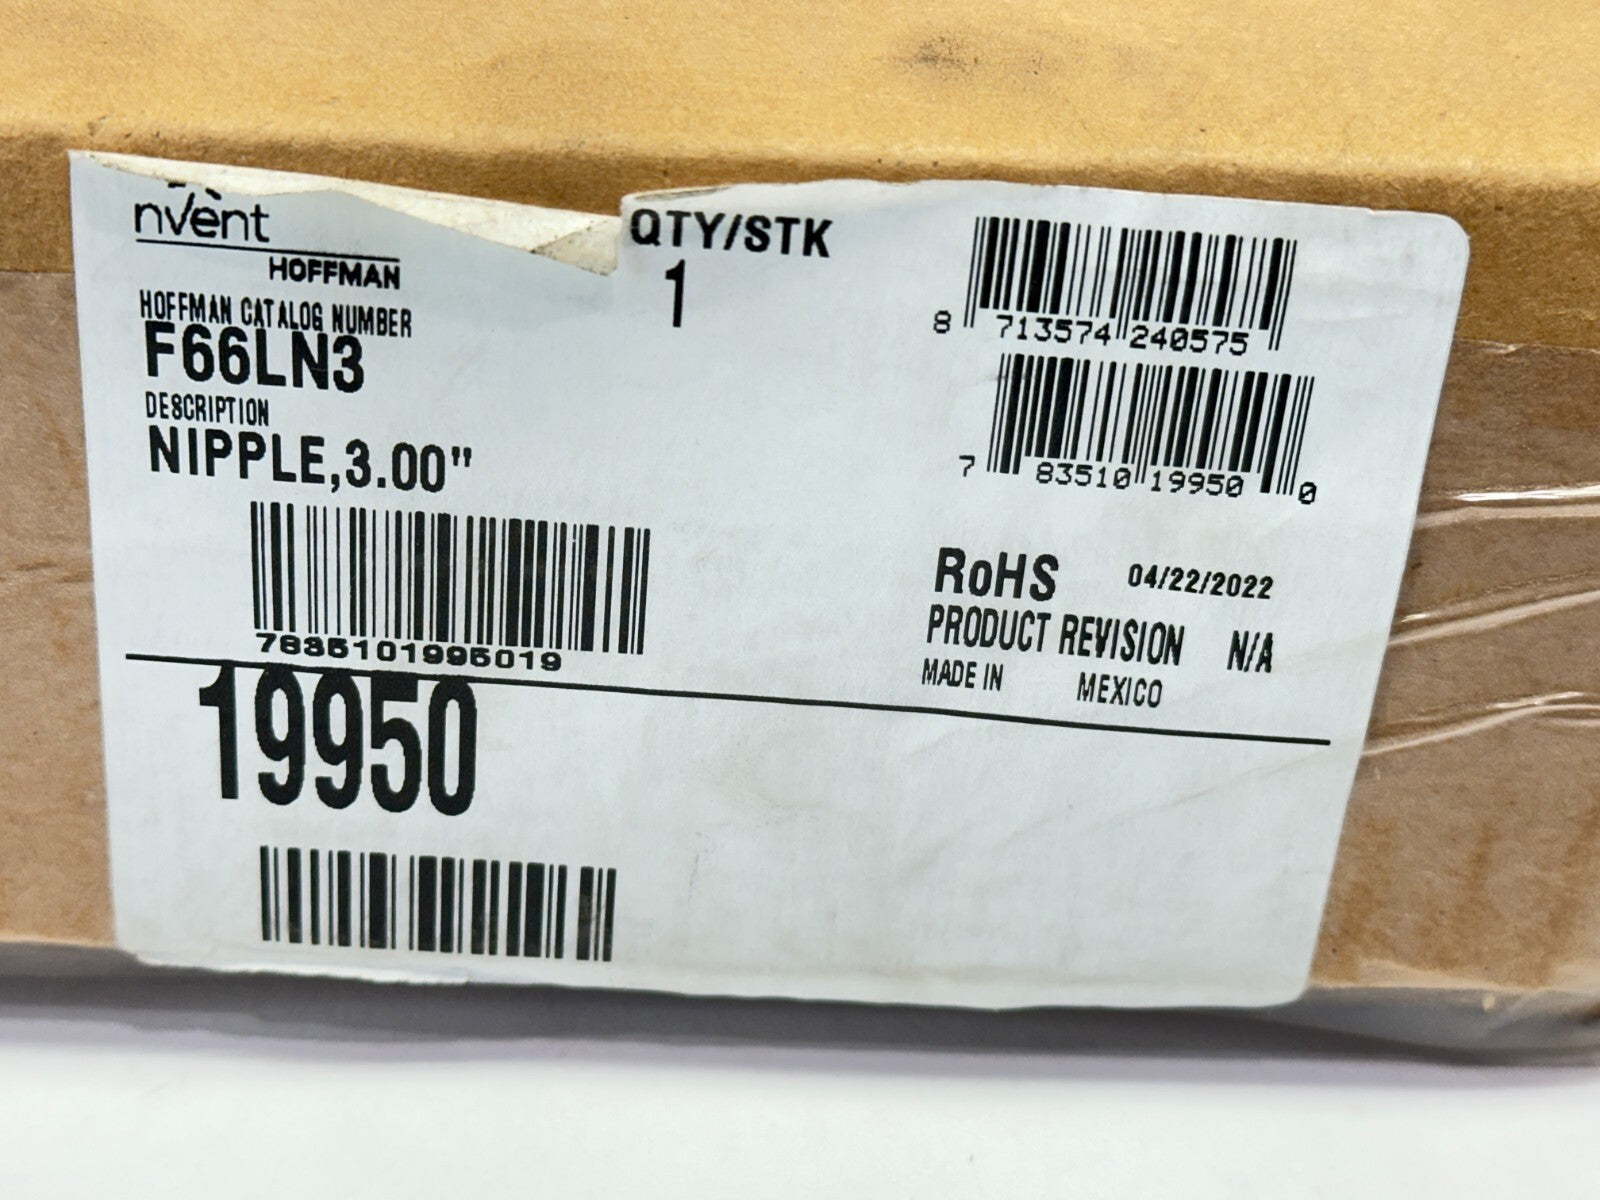 nVent
HOFFMAN
HOFFMAN CATALOG NUMBER
F66LN3
DESCRIPTION
NIPPLE,3.00"
7835101995019
19950
QTY/STK
1
8 713574 240575
7 83510 19950 0
RoHS 04/22/2022
PRODUCT REVISION N/A
MADE IN MEXICO